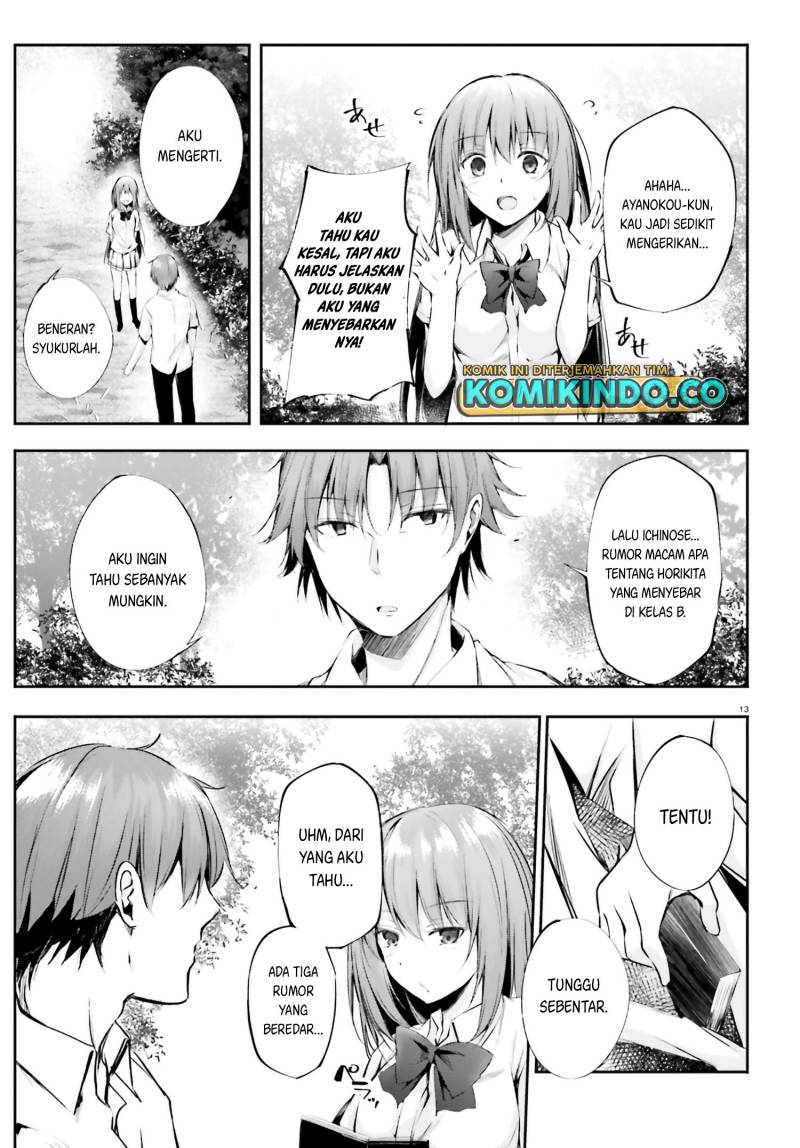 AHAHA...
AYANOKOU-KUN,
KAU JADI SEDIKIT
MENGERIKAN...
あせ
AKU
TAHU KAU
KESAL, TAPI AKU
HARUS JELASKAN
DULU, BUKAN
AKU YANG
MENYEBARKAN
NYA!
あせ
KOMIK INI DITERJEMAHKAN TIM
KOMIKINDO.CO
AKU
MENGERTI.
BENERAN?
SYUKURLAH.
LALU ICHINOSE...
RUMOR MACAM APA
TENTANG HORIKITA
YANG MENYEBAR
DI KELAS B.
AKU INGIN
TAHU SEBANYAK
MUNGKIN.
13
TENTU!
TUNGGU
SEBENTAR.
UHM, DARI
YANG AKU
TAHU...
ADA TIGA
RUMOR
YANG
BEREDAR...